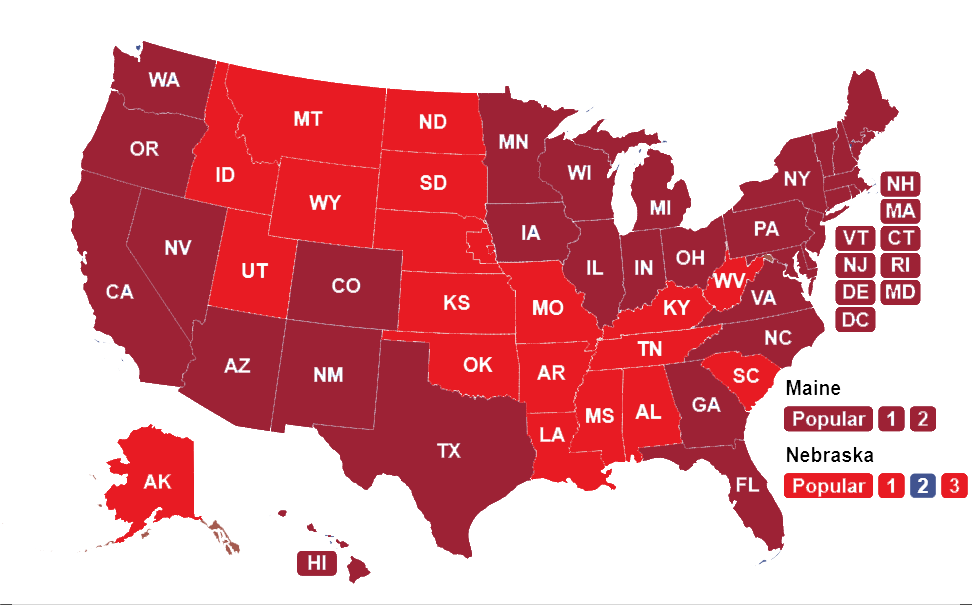 WA
MT
ND
MN
OR
ID
SD
WI
WY
MI
NY
NH
MA
PA
VT CT
IA
NV
UT
CO
IL
IN
OH
NJ RI
CA
KS
MO
WV
KY
VA
DE MD
DC
NC
TN
AZ
NM
OK
AR
SC
Maine
Popular 1 2
MS
AL
GA
LA
TX
Nebraska
Popular 1 2 3
AK
FL
HI